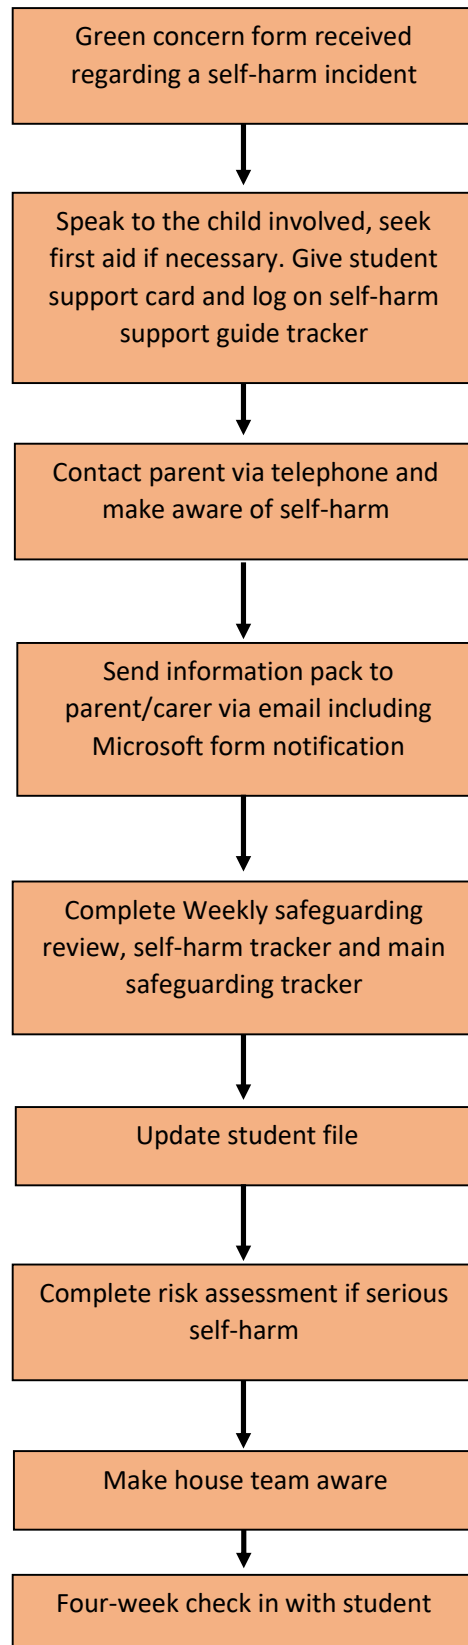 Green concern form received
regarding a self-harm incident
Speak to the child involved, seek
first aid if necessary. Give student
support card and log on self-harm
support guide tracker
Contact parent via telephone and
make aware of self-harm
Send information pack to
parent/carer via email including
Microsoft form notification
Complete Weekly safeguarding
review, self-harm tracker and main
safeguarding tracker
Update student file
Complete risk assessment if serious
self-harm
Make house team aware
Four-week check in with student